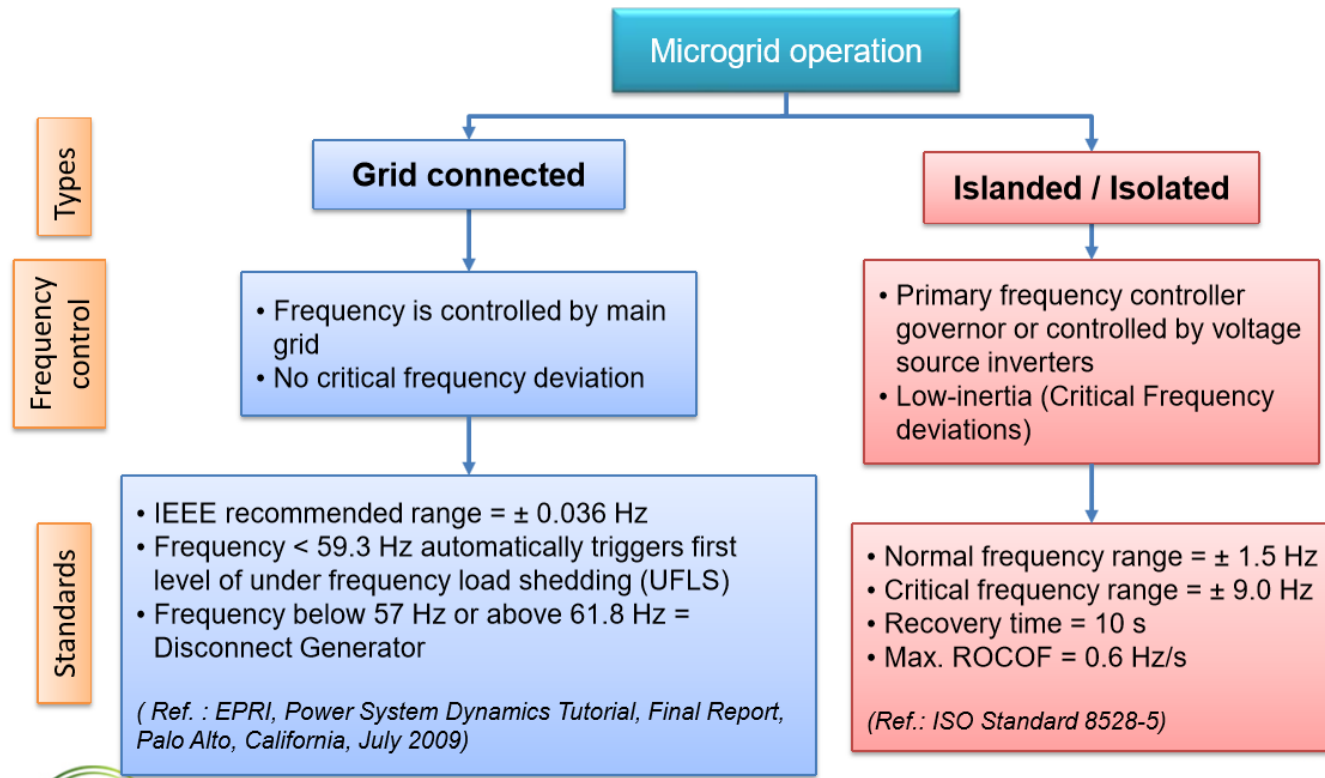 Microgrid operation
Types
Grid connected
Islanded / Isolated
Frequency
control
• Frequency is controlled by main
grid
• No critical frequency deviation
• Primary frequency controller
governor or controlled by voltage
source inverters
• Low-inertia (Critical Frequency
deviations)
Standards
• IEEE recommended range = ± 0.036 Hz
• Frequency < 59.3 Hz automatically triggers first
level of under frequency load shedding (UFLS)
• Frequency below 57 Hz or above 61.8 Hz =
Disconnect Generator
( Ref. : EPRI, Power System Dynamics Tutorial, Final Report,
Palo Alto, California, July 2009)
• Normal frequency range = ± 1.5 Hz
• Critical frequency range = ± 9.0 Hz
• Recovery time = 10 s
• Max. ROCOF = 0.6 Hz/s
(Ref.: ISO Standard 8528-5)